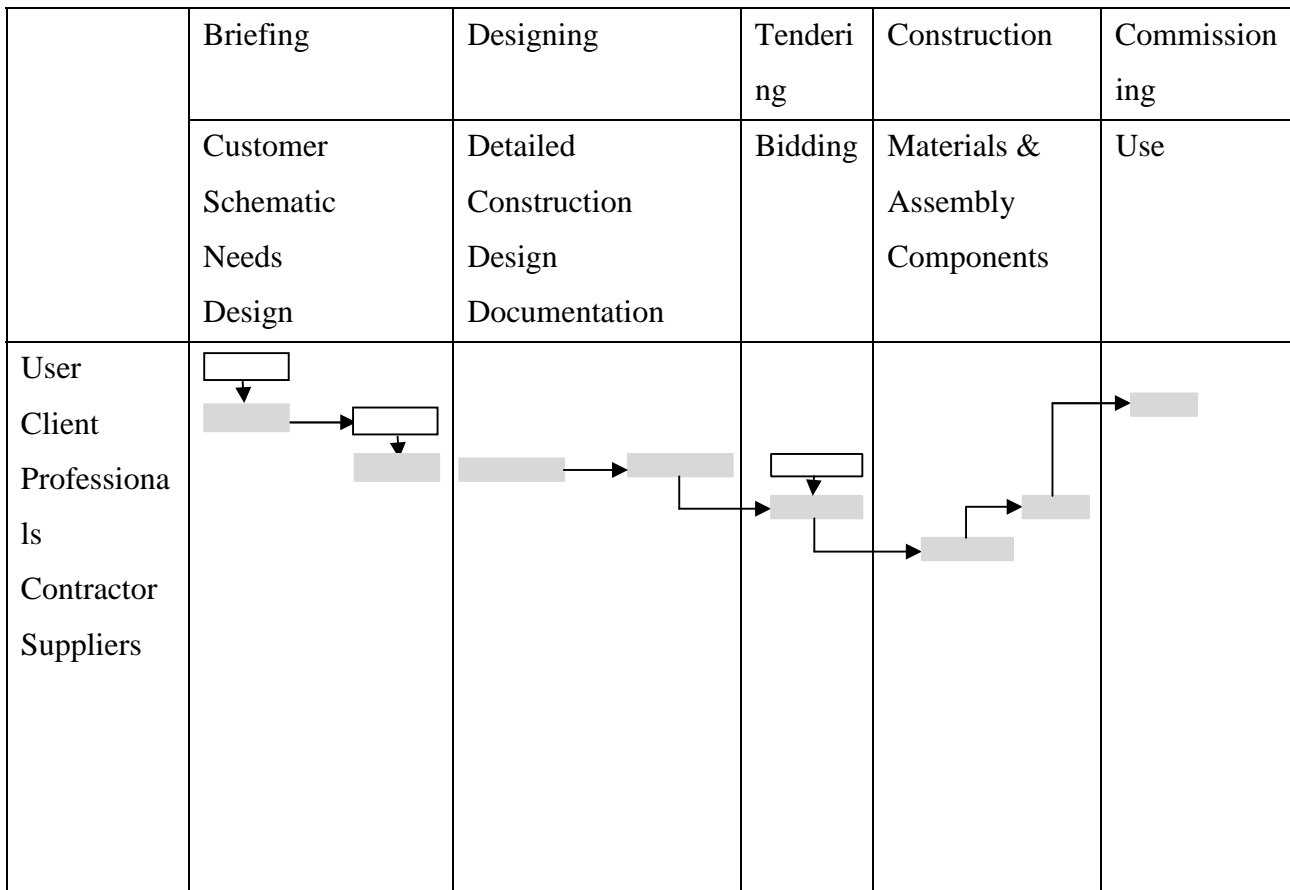 Briefing
Designing
Tenderi
ng
Construction
Commission
ing
Customer
Schematic
Needs
Design
Detailed
Construction
Design
Documentation
Bidding
Materials &
Assembly
Components
Use
User
Client
Professiona
ls
Contractor
Suppliers